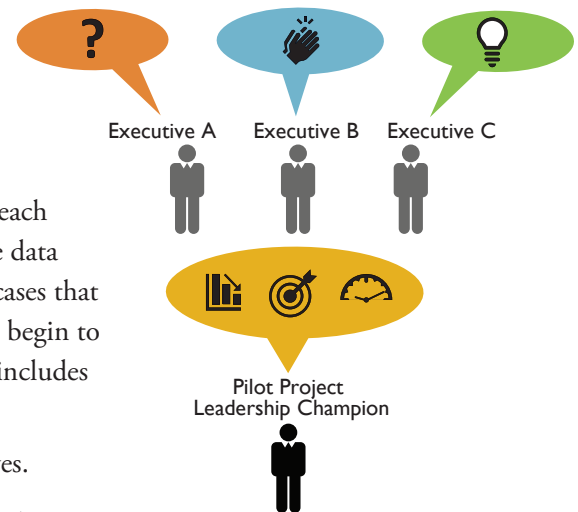 ?
Executive A Executive B Executive C
each
e data
cases that
begin to
includes
Pilot Project
Leadership Champion
es.